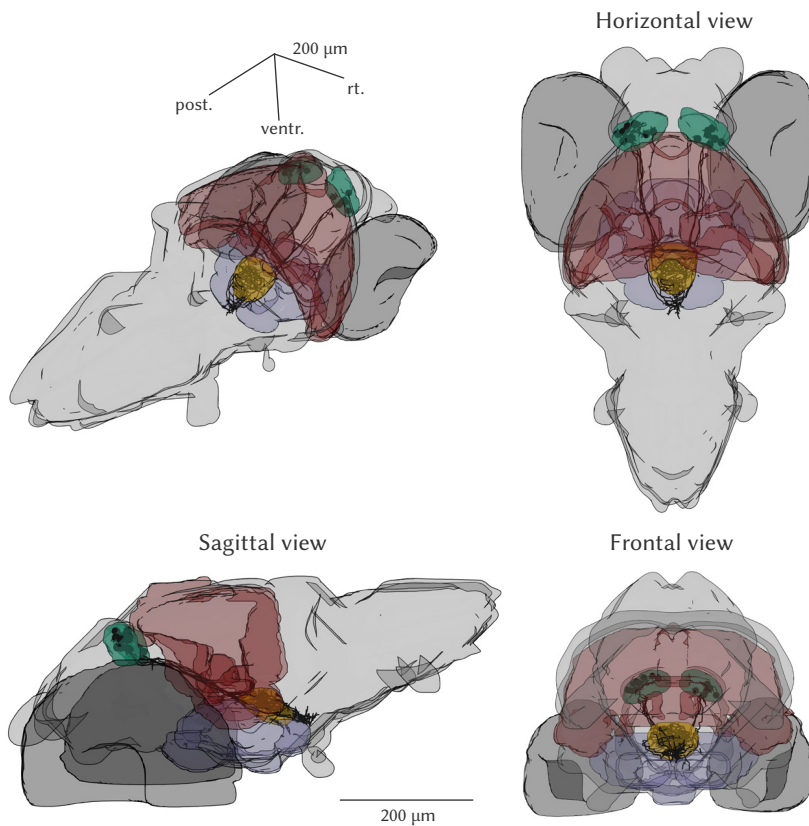 Horizontal view
200 µm
post.
rt.
ventr.
Sagittal view
Frontal view
200 µm